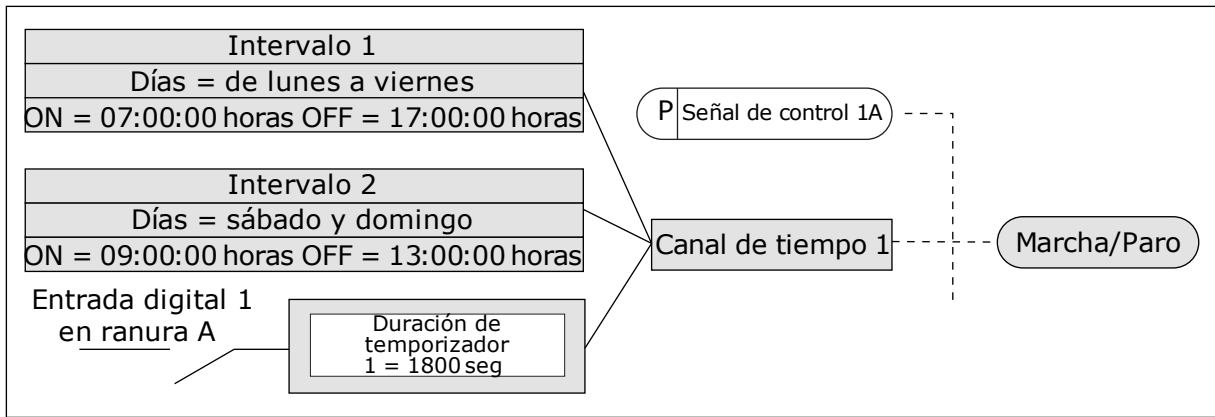 Intervalo 1
Días = de lunes a viernes
ON = 07:00:00 horas OFF = 17:00:00 horas
Intervalo 2
Días = sábado y domingo
ON = 09:00:00 horas OFF = 13:00:00 horas
Entrada digital 1
en ranura A
Duración de
temporizador
1 = 1800 seg
P Señal de control 1A
Canal de tiempo 1
Marcha/Paro